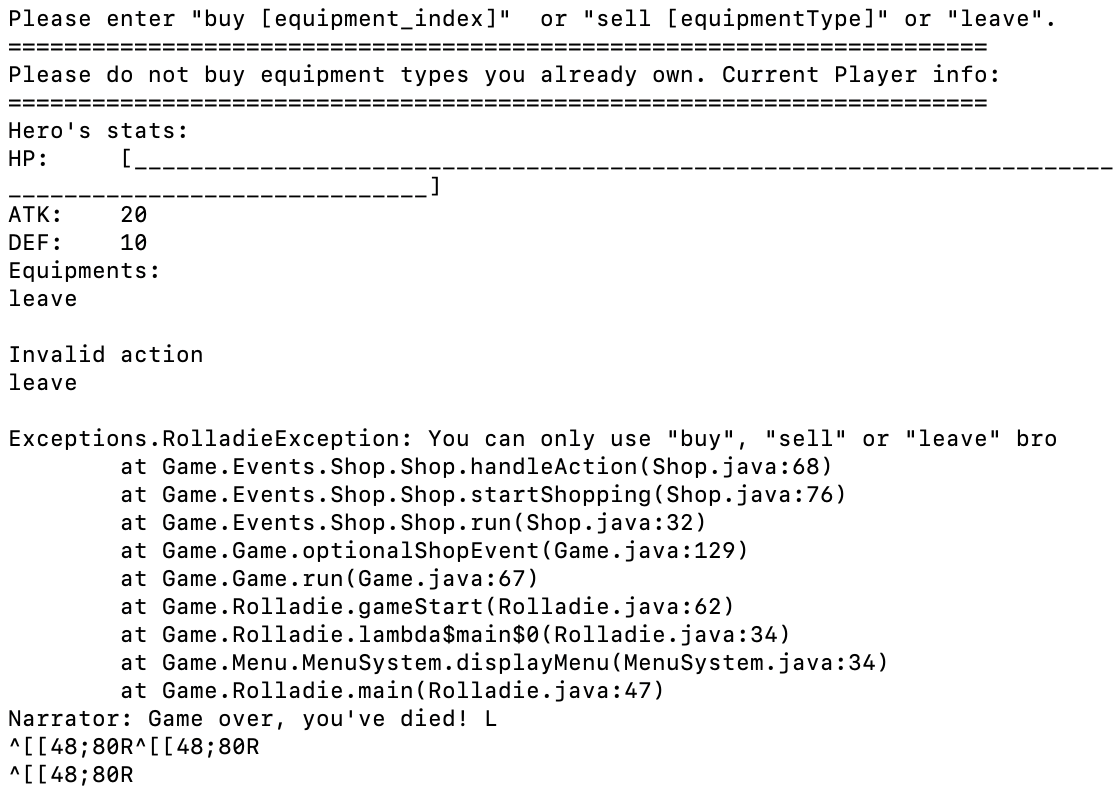 Please enter "buy [equipment_index]"  or "sell [equipmentType]" or "leave".
======================================================================
Please do not buy equipment types you already own. Current Player info:
======================================================================
Hero's stats:
HP:     [______________________________________________________________________
______________________________]
ATK:    20
DEF:    10
Equipments:
leave

Invalid action
leave

Exceptions.RolladieException: You can only use "buy", "sell" or "leave" bro
        at Game.Events.Shop.Shop.handleAction(Shop.java:68)
        at Game.Events.Shop.Shop.startShopping(Shop.java:76)
        at Game.Events.Shop.Shop.run(Shop.java:32)
        at Game.Game.optionalShopEvent(Game.java:129)
        at Game.Game.run(Game.java:67)
        at Game.Rolladie.gameStart(Rolladie.java:62)
        at Game.Rolladie.lambda$main$0(Rolladie.java:34)
        at Game.Menu.MenuSystem.displayMenu(MenuSystem.java:34)
        at Game.Rolladie.main(Rolladie.java:47)
Narrator: Game over, you've died! L
^[[48;80R^[[48;80R
^[[48;80R